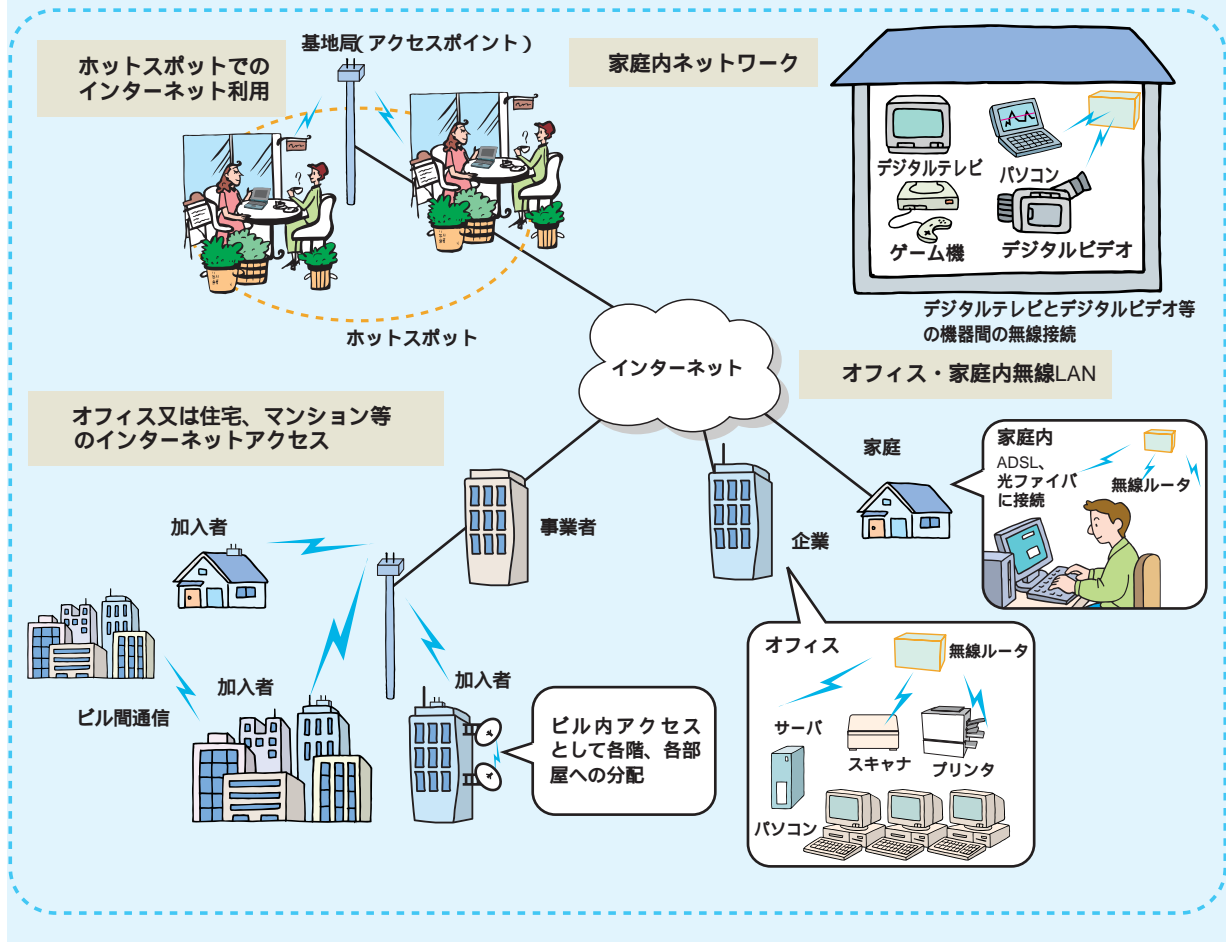 ホットスポットでの
インターネット利用
基地局(アクセスポイント)
ホットスポット
家庭内ネットワーク
デジタルテレビ
パソコン
ゲーム機
デジタルビデオ
デジタルテレビとデジタルビデオ等
の機器間の無線接続
インターネット
オフィス・家庭内無線LAN
オフィス又は住宅、マンション等
のインターネットアクセス
家庭
家庭内
ADSL、
光ファイバ
に接続
無線ルータ
事業者
企業
加入者
ビル間通信
加入者
加入者
ビル内アクセス
として各階、各部
屋への分配
オフィス
無線ルータ
サーバ
スキャナ
プリンタ
パソコン